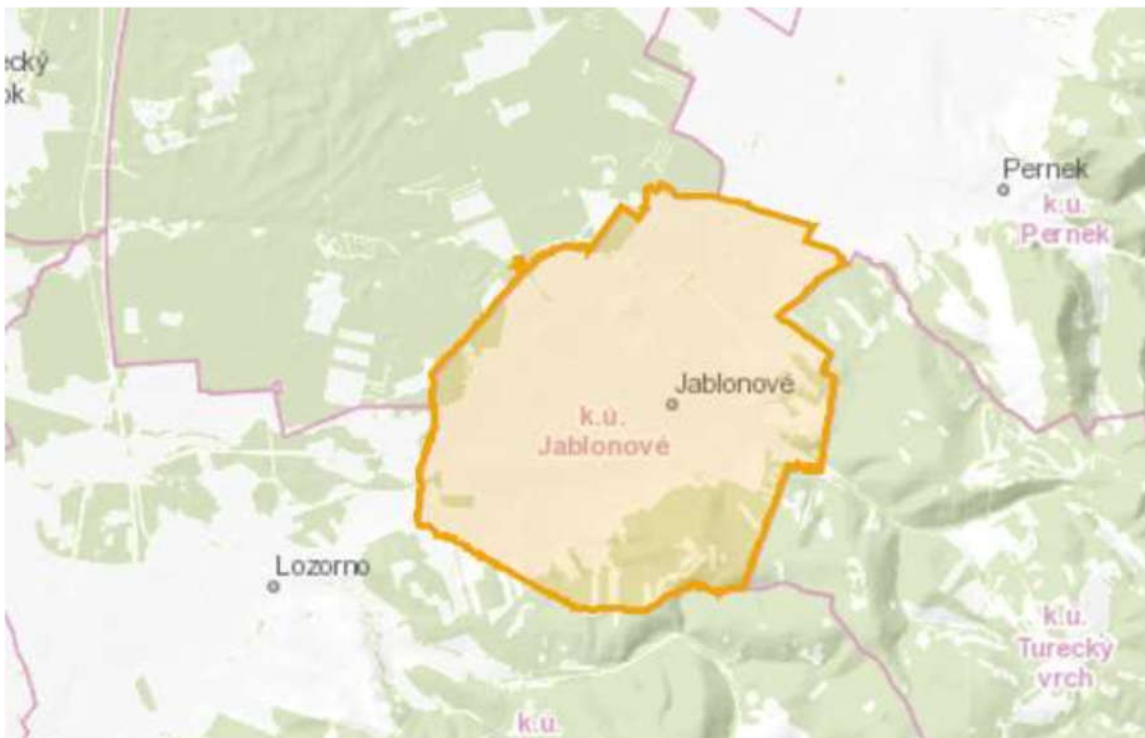 ecký
ok
Pernek
k.ú.
Pernek
Jablonové
k.ú.
Jablonové
Lozorno
k.ú.
Turecký
vrch
k.ú.